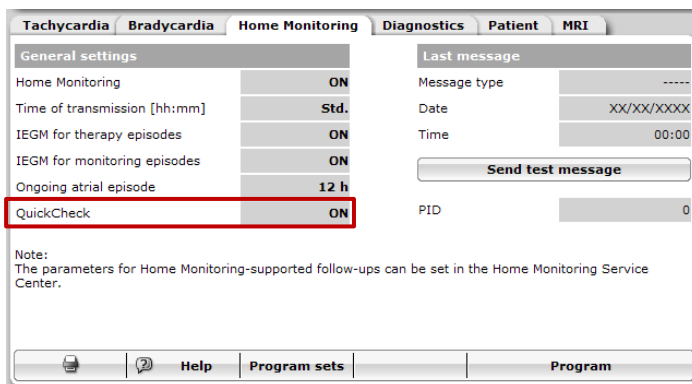 Tachycardia Bradycardia Home Monitoring Diagnostics Patient MRI
General settings
Home Monitoring ON
Time of transmission [hh:mm] Std.
IEGM for therapy episodes ON
IEGM for monitoring episodes ON
Ongoing atrial episode 12 h
QuickCheck ON
Last message
Message type -----
Date XX/XX/XXXX
Time 00:00
Send test message
PID 0
Note:
The parameters for Home Monitoring-supported follow-ups can be set in the Home Monitoring Service
Center.
Help Program sets Program